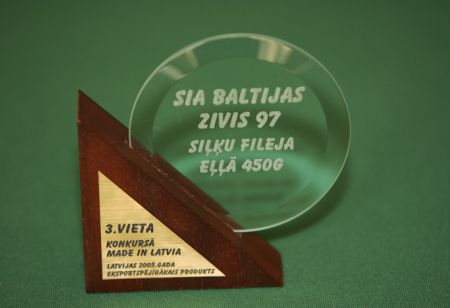 SIA BALTIJAS
ZIVIS 97
SIĻĶU FILEJA
EĻĻĀ 450G
3.VIETA
KONKURSĀ
MADE IN LATVIA
LATVIJAS 2005.GADA
EKSPORTSPĒJĪGĀKAIS PRODUKTS